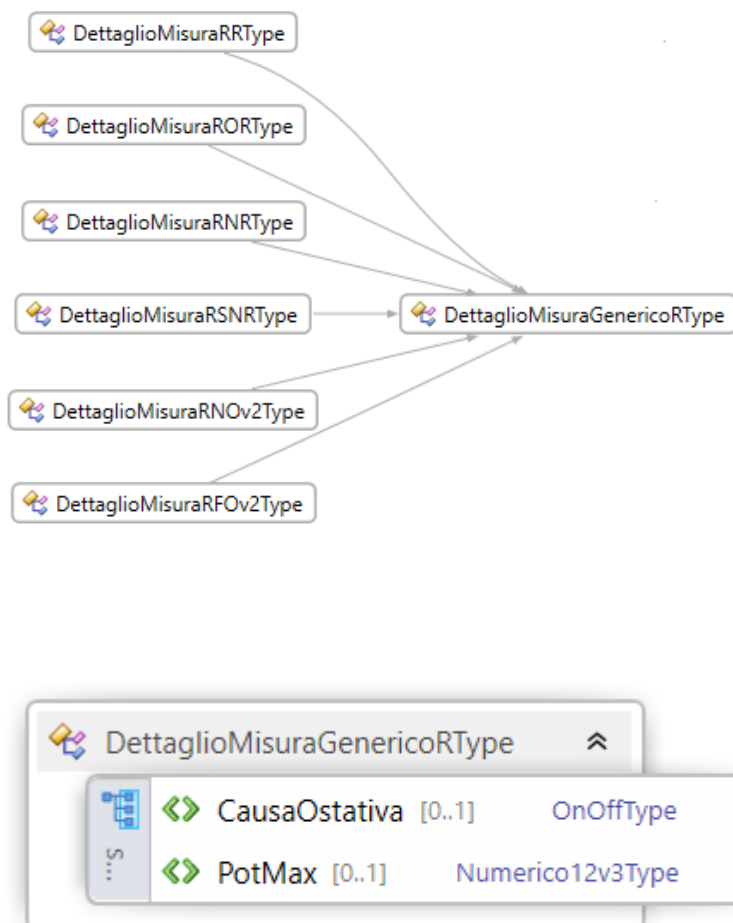 DettaglioMisuraRRType
DettaglioMisuraRORType
DettaglioMisuraRNRType
DettaglioMisuraRSNRType
DettaglioMisuraGenericoRType
DettaglioMisuraRNOv2Type
DettaglioMisuraRFOv2Type
DettaglioMisuraGenericoRType
CausaOstativa [0..1] OnOffType
S...
PotMax [0..1] Numerico12v3Type